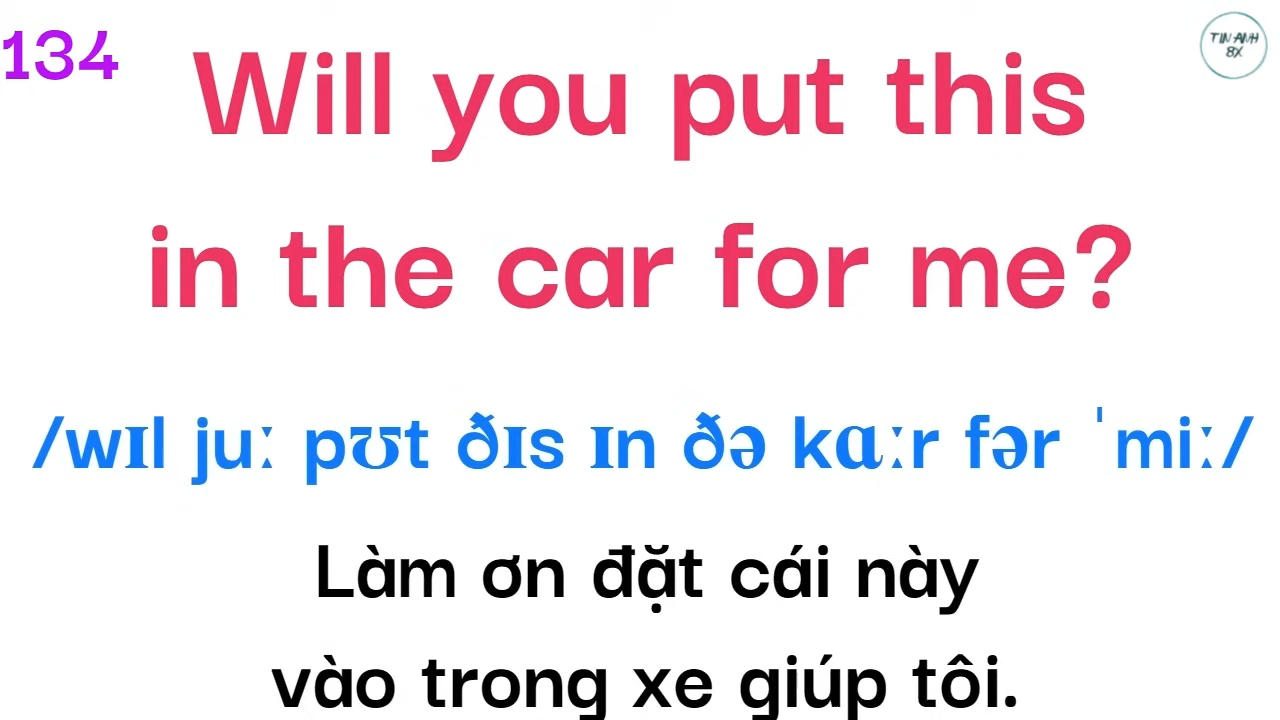 134
TIN ANH
8X
Will you put this
in the car for me?
/wɪl juː pʊt ðɪs ɪn ðə kɑːr fər ˈmiː/
Làm ơn đặt cái này
vào trong xe giúp tôi.